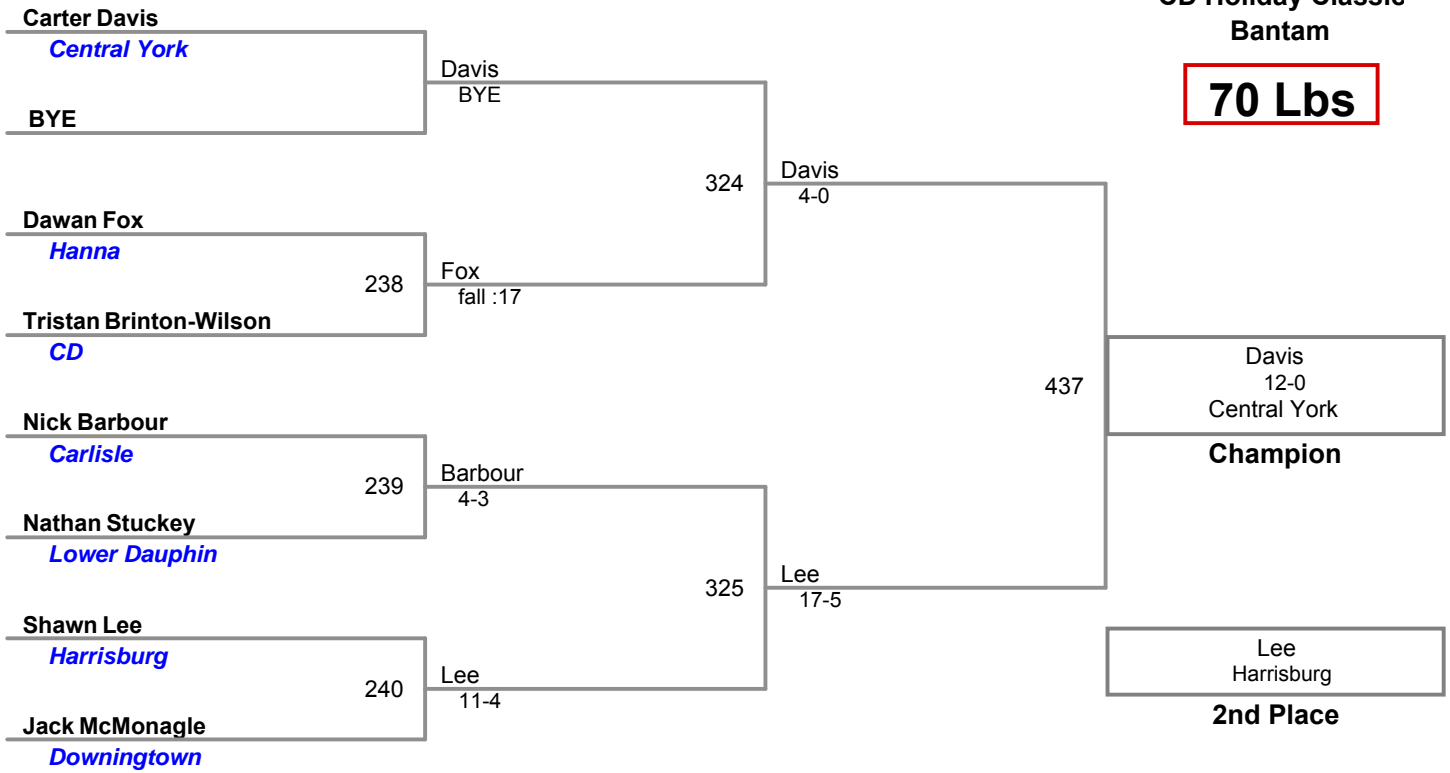 CD Holiday Classic
Bantam
70 Lbs
Carter Davis
Central York
BYE
Davis
BYE
Dawan Fox
Hanna
238
Tristan Brinton-Wilson
CD
Fox
fall :17
324
Davis
4-0
Nick Barbour
Carlisle
239
Nathan Stuckey
Lower Dauphin
Barbour
4-3
Shawn Lee
Harrisburg
240
Jack McMonagle
Downingtown
Lee
11-4
325
Lee
17-5
437
Davis
12-0
Central York
Champion
Lee
Harrisburg
2nd Place